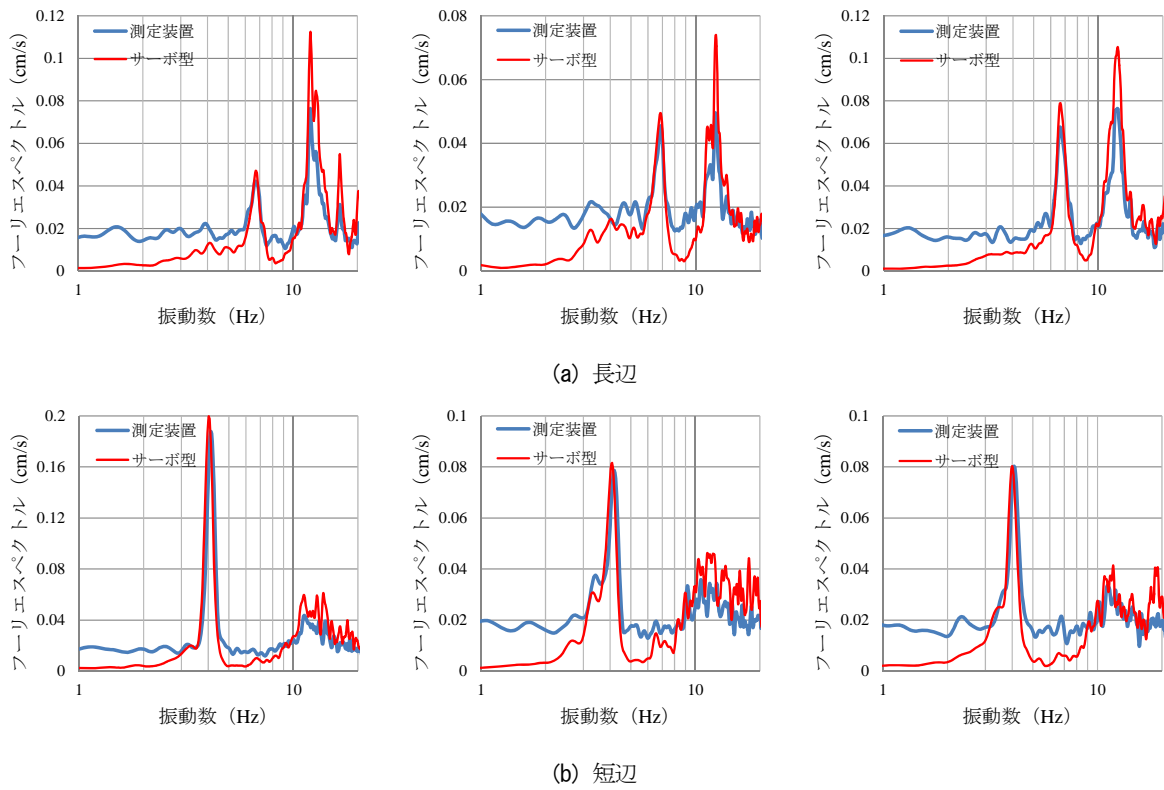 フーリエスペクトル（cm/s）
0.12
0.1
0.08
0.06
0.04
0.02
0
測定装置
サーボ型
1
10
振動数（Hz）
フーリエスペクトル（cm/s）
0.08
0.06
0.04
0.02
0
測定装置
サーボ型
1
10
振動数（Hz）
フーリエスペクトル（cm/s）
0.12
0.1
0.08
0.06
0.04
0.02
0
測定装置
サーボ型
1
10
振動数（Hz）
(a) 長辺
フーリエスペクトル（cm/s）
0.2
0.16
0.12
0.08
0.04
0
測定装置
サーボ型
1
10
振動数（Hz）
フーリエスペクトル（cm/s）
0.1
0.08
0.06
0.04
0.02
0
測定装置
サーボ型
1
10
振動数（Hz）
フーリエスペクトル（cm/s）
0.1
0.08
0.06
0.04
0.02
0
測定装置
サーボ型
1
10
振動数（Hz）
(b) 短辺